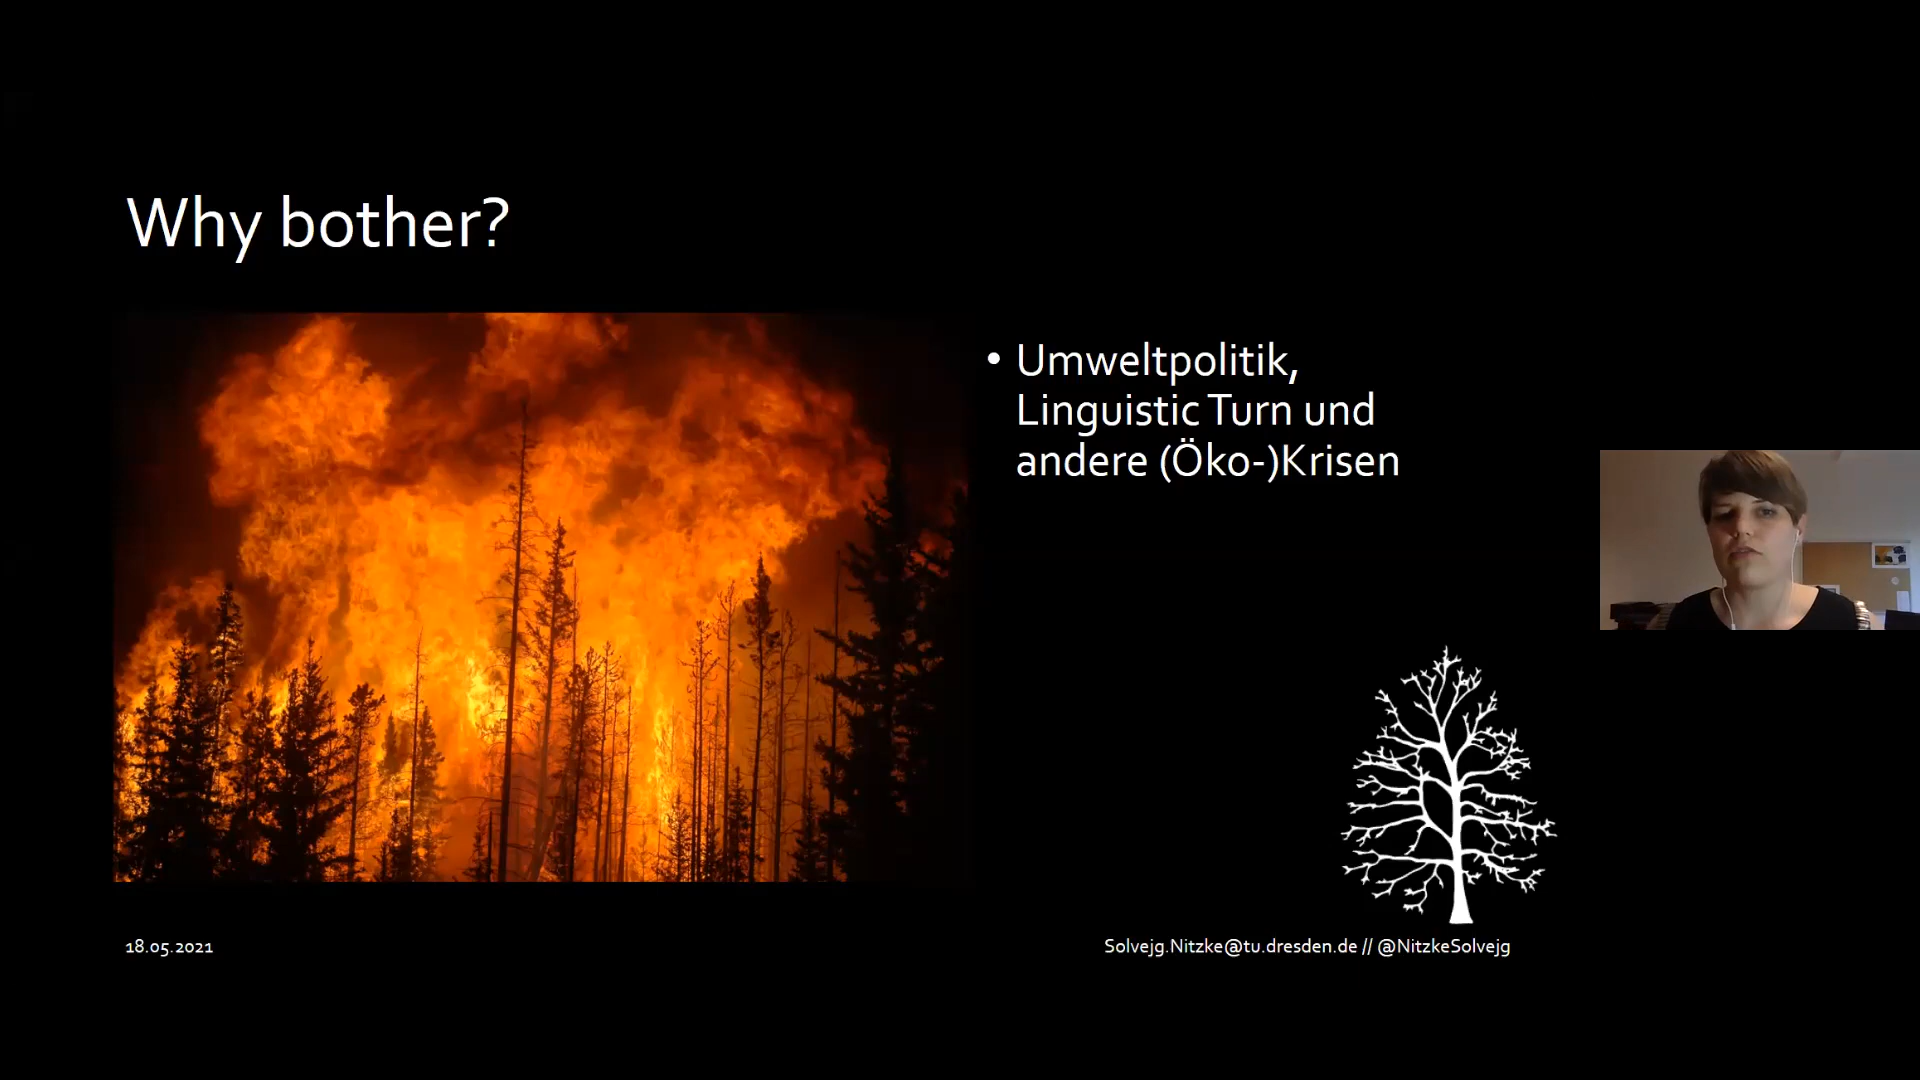 Why bother?
• Umweltpolitik,
Linguistic Turn und
andere (Öko-)Krisen
18.05.2021
Solvejg.Nitzke@tu.dresden.de // @NitzkeSolvejg